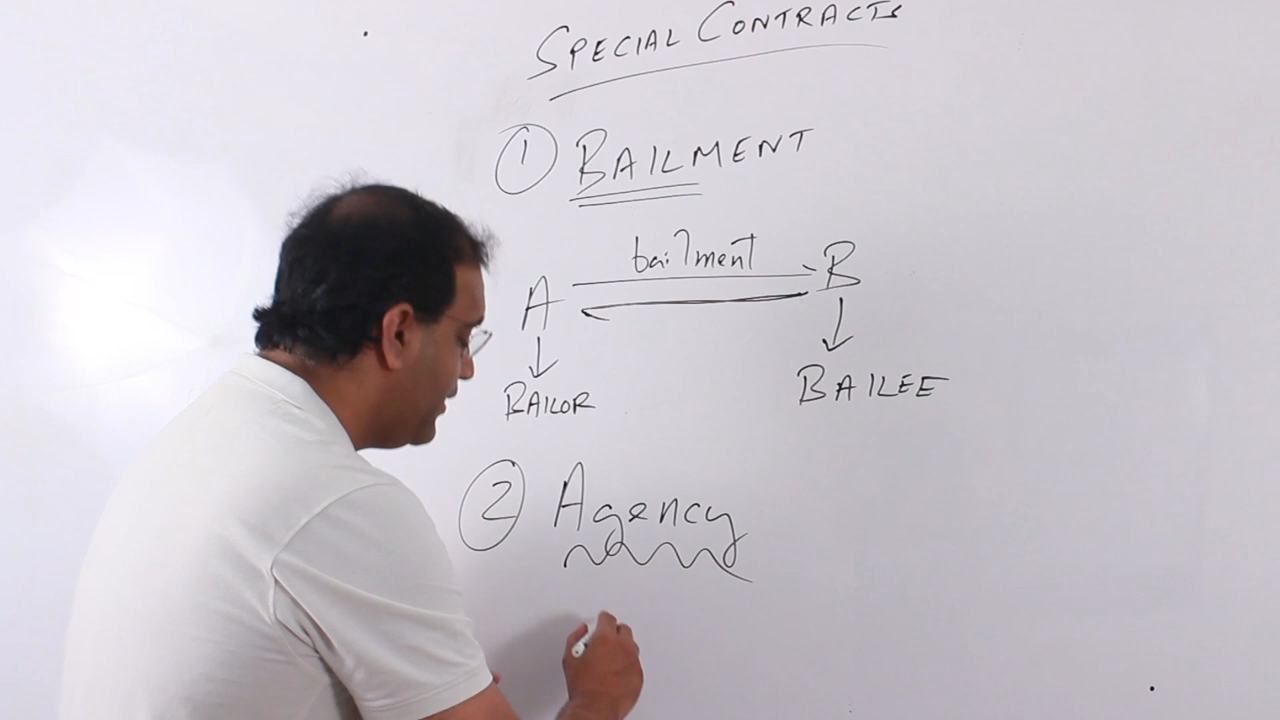 SPECIAL CONTRACTS
① BAILMENT
bailment
A B
BAILOR BAILEE
② Agency